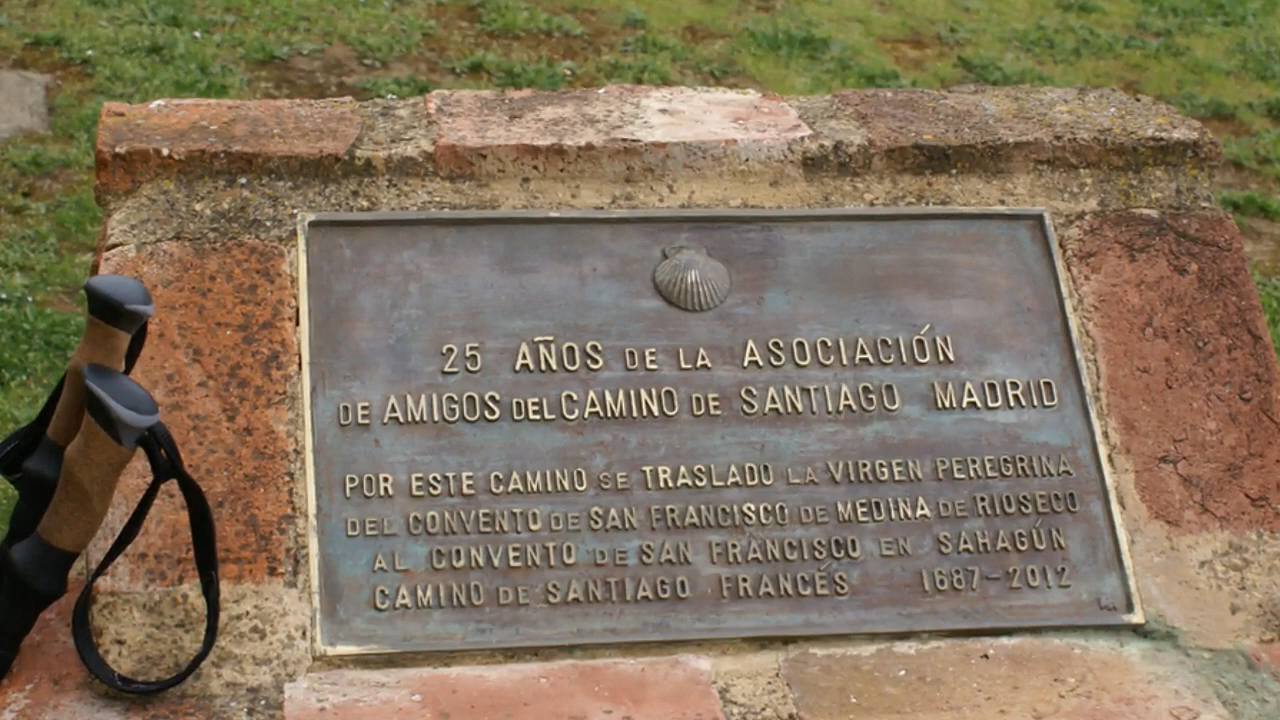 25 AÑOS DE LA ASOCIACIÓN
DE AMIGOS DEL CAMINO DE SANTIAGO MADRID
POR ESTE CAMINO SE TRASLADO LA VIRGEN PEREGRINA
DEL CONVENTO DE SAN FRANCISCO DE MEDINA DE RIOSECO
AL CONVENTO DE SAN FRANCISCO EN SAHAGÚN
CAMINO DE SANTIAGO FRANCÉS 1687-2012